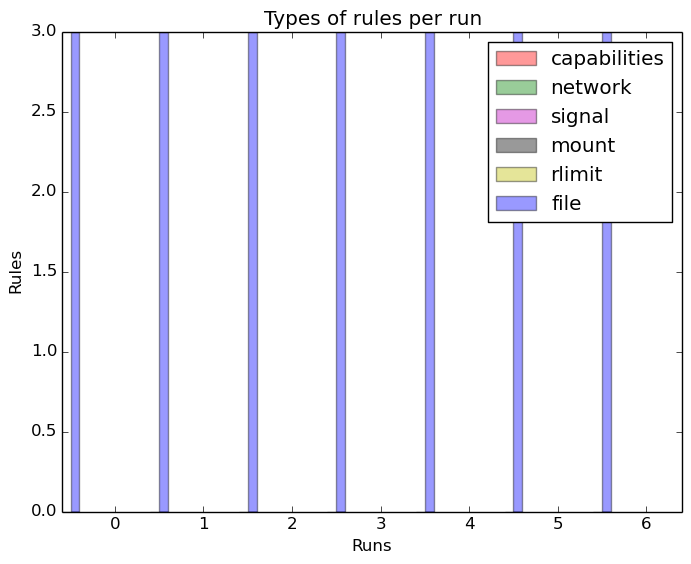 Types of rules per run
3.0
2.5
2.0
1.5
1.0
0.5
0.0
Rules
capabilities
network
signal
mount
rlimit
file
0 1 2 3 4 5 6
Runs